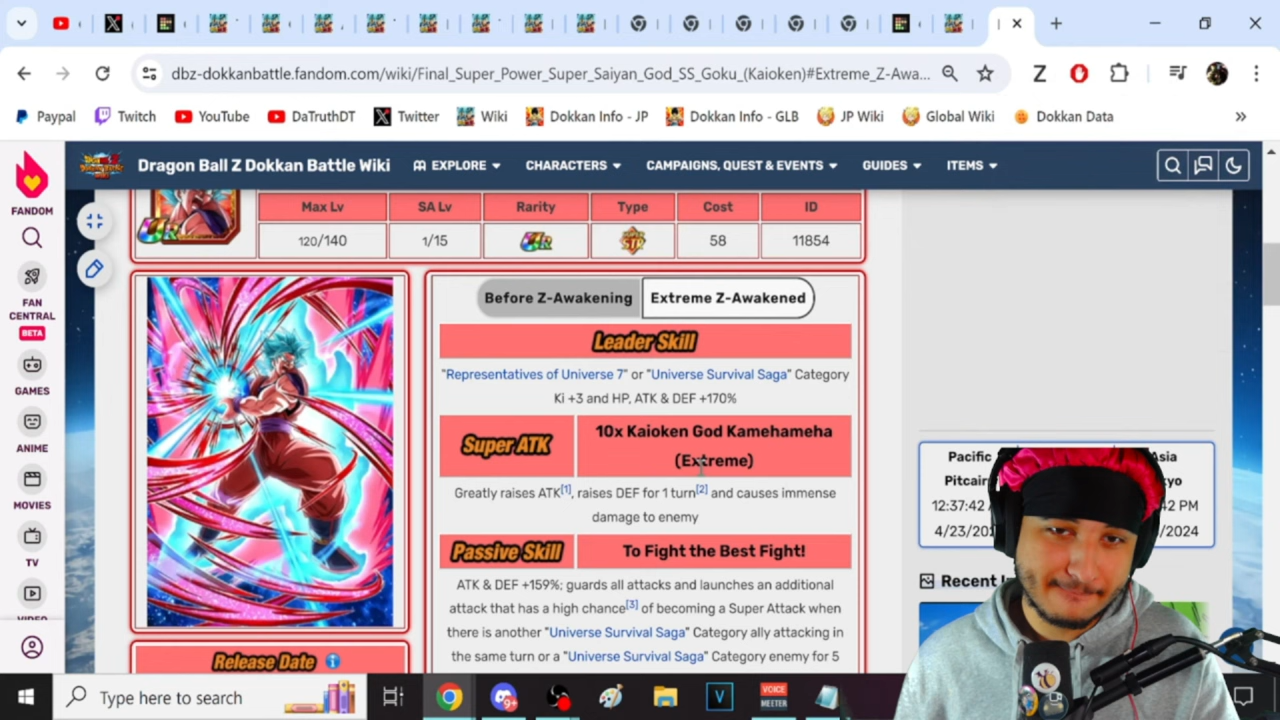 dbz-dokkanbattle.fandom.com/wiki/Final_Super_Power_Super_Saiyan_God_SS_Goku_(Kaioken)#Extreme_Z-Awa...
Paypal Twitch YouTube DaTruthDT Twitter Wiki Dokkan Info - JP Dokkan Info - GLB JP Wiki Global Wiki Dokkan Data »
Dragon Ball Z Dokkan Battle Wiki EXPLORE CHARACTERS CAMPAIGNS, QUEST & EVENTS GUIDES ITEMS
FANDOM
FAN CENTRAL
BETA
GAMES
ANIME
MOVIES
TV
VIDEO
Max Lv SA Lv Rarity Type Cost ID
120/140 1/15 UR STR 58 11854
Before Z-Awakening Extreme Z-Awakened
Leader Skill
"Representatives of Universe 7" or "Universe Survival Saga" Category
Ki +3 and HP, ATK & DEF +170%
Super ATK
10x Kaioken God Kamehameha
(Extreme)
Greatly raises ATK[1], raises DEF for 1 turn[2] and causes immense
damage to enemy
Passive Skill
To Fight the Best Fight!
ATK & DEF +159%; guards all attacks and launches an additional
attack that has a high chance[3] of becoming a Super Attack when
there is another "Universe Survival Saga" Category ally attacking in
the same turn or a "Universe Survival Saga" Category enemy for 5
Release Date
Pacific
Pitcair
12:37:42
4/23/20
42 PM
/2024
Recent
Type here to search
9+
V
VOICE
MEETER